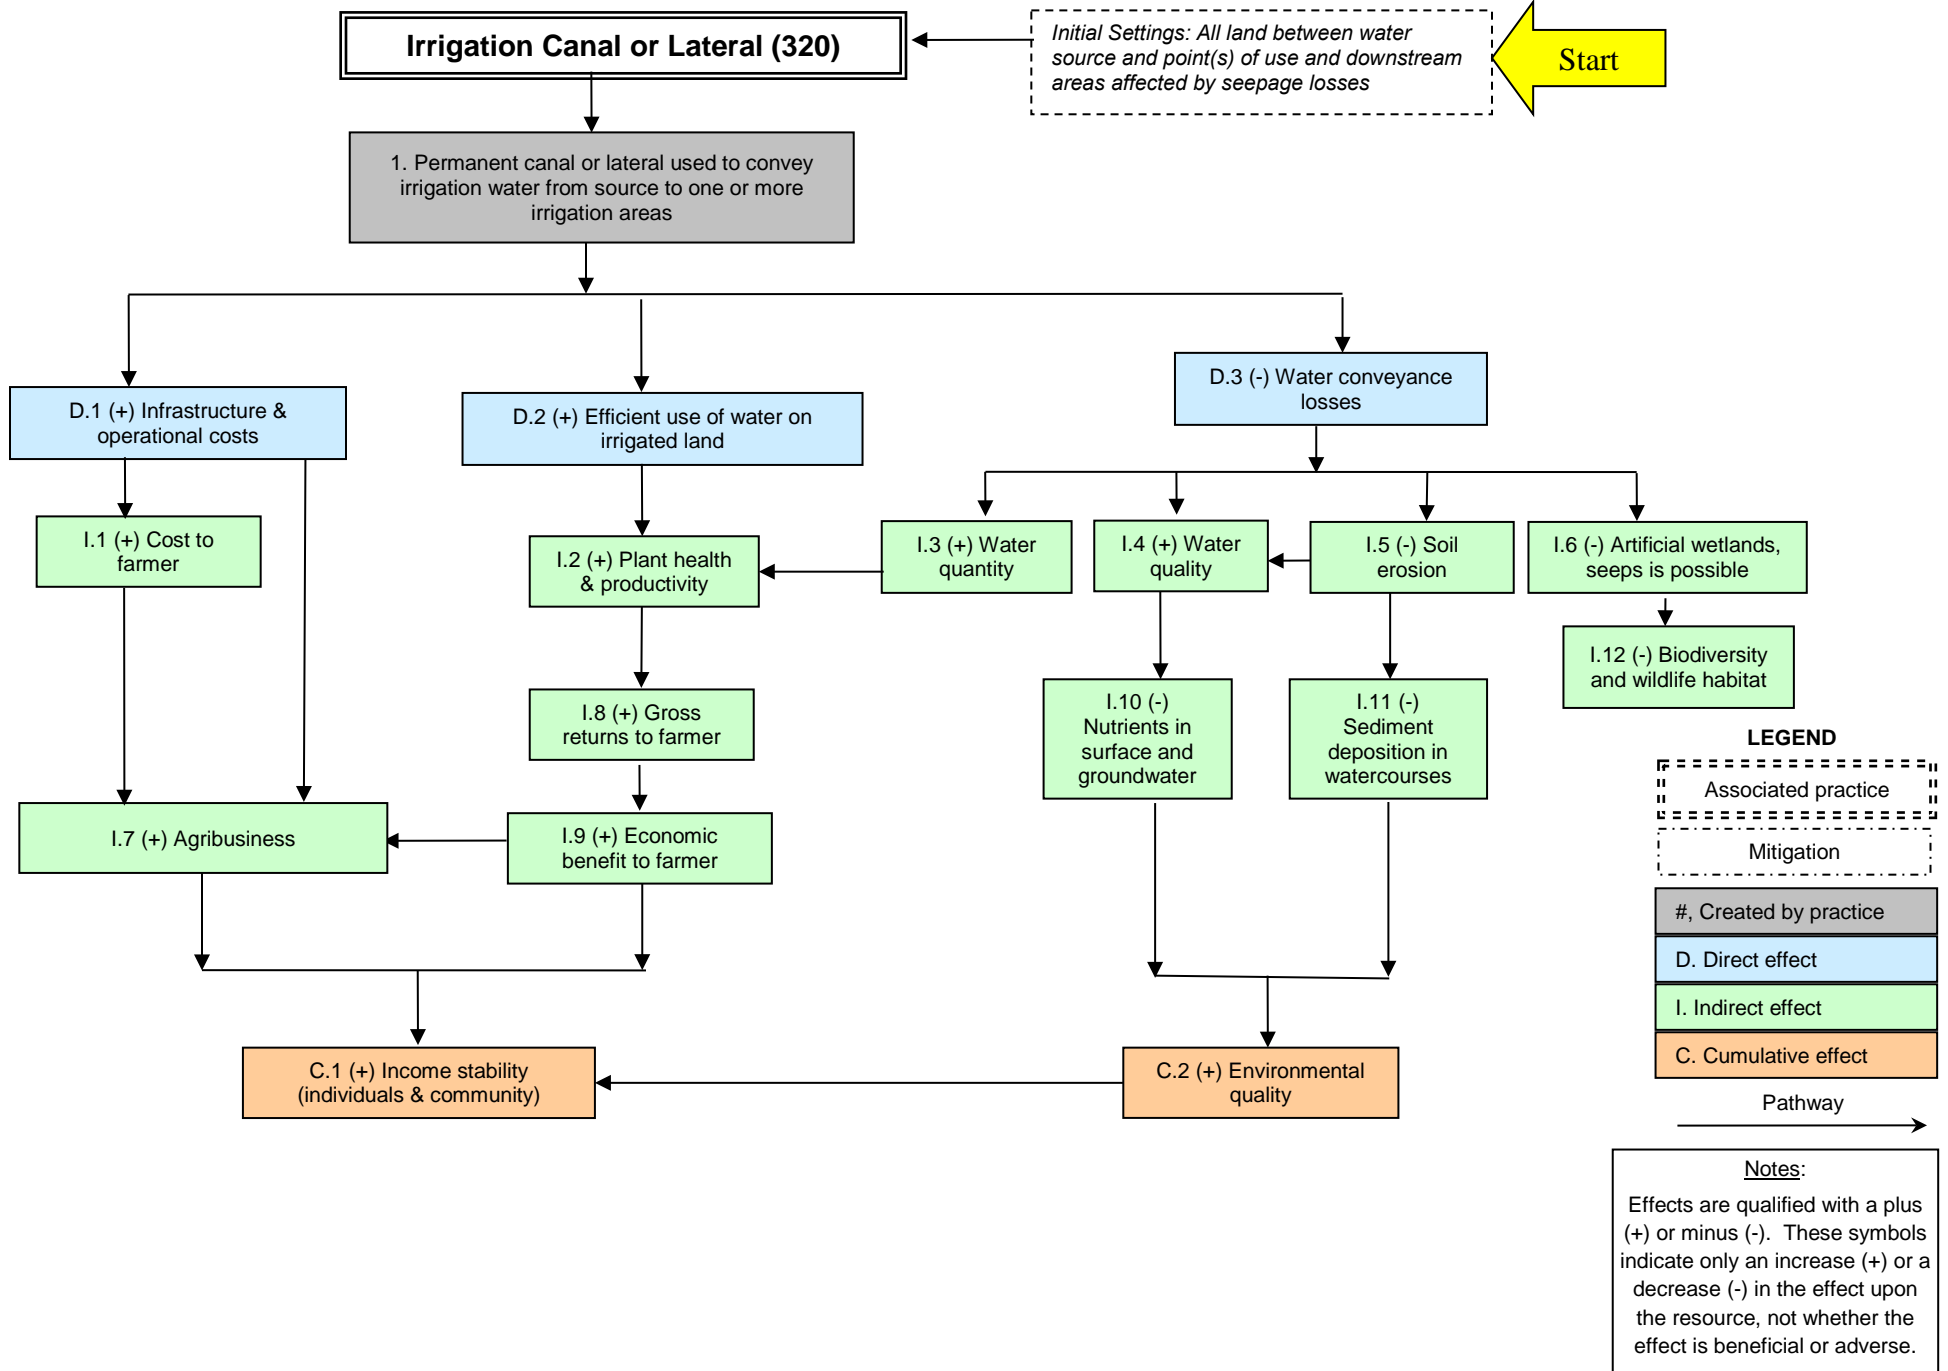 Irrigation Canal or Lateral (320)
Initial Settings: All land between water
source and point(s) of use and downstream
areas affected by seepage losses
Start
1. Permanent canal or lateral used to convey
irrigation water from source to one or more
irrigation areas
D.1 (+) Infrastructure &
operational costs
D.2 (+) Efficient use of water on
irrigated land
D.3 (-) Water conveyance
losses
I.1 (+) Cost to
farmer
I.2 (+) Plant health
& productivity
I.3 (+) Water
quantity
I.4 (+) Water
quality
I.5 (-) Soil
erosion
I.6 (-) Artificial wetlands,
seeps is possible
I.12 (-) Biodiversity
and wildlife habitat
I.8 (+) Gross
returns to farmer
I.10 (-)
Nutrients in
surface and
groundwater
I.11 (-)
Sediment
deposition in
watercourses
I.7 (+) Agribusiness
I.9 (+) Economic
benefit to farmer
C.1 (+) Income stability
(individuals & community)
C.2 (+) Environmental
quality
LEGEND
Associated practice
Mitigation
#, Created by practice
D. Direct effect
I. Indirect effect
C. Cumulative effect
Pathway
Notes:
Effects are qualified with a plus
(+) or minus (-). These symbols
indicate only an increase (+) or a
decrease (-) in the effect upon
the resource, not whether the
effect is beneficial or adverse.